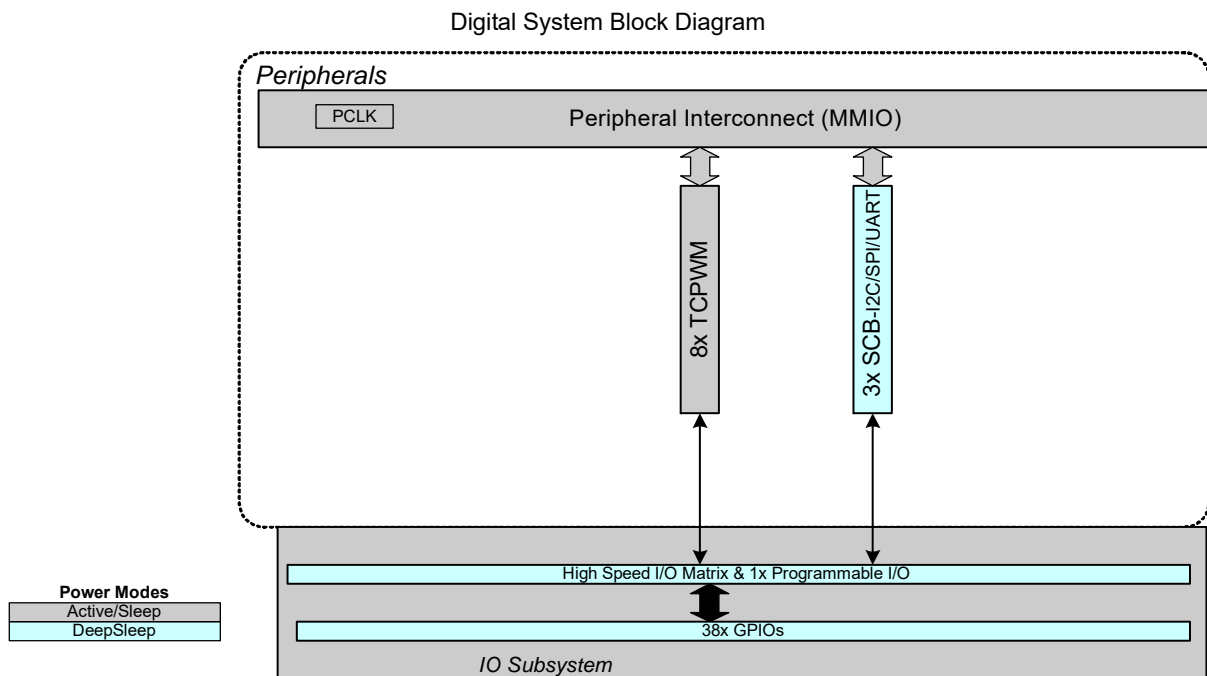 Digital System Block Diagram
Peripherals
PCLK
Peripheral Interconnect (MMIO)
8x TCPWM
3x SCB-I2C/SPI/UART
High Speed I/O Matrix & 1x Programmable I/O
Power Modes
Active/Sleep
DeepSleep
38x GPIOs
IO Subsystem